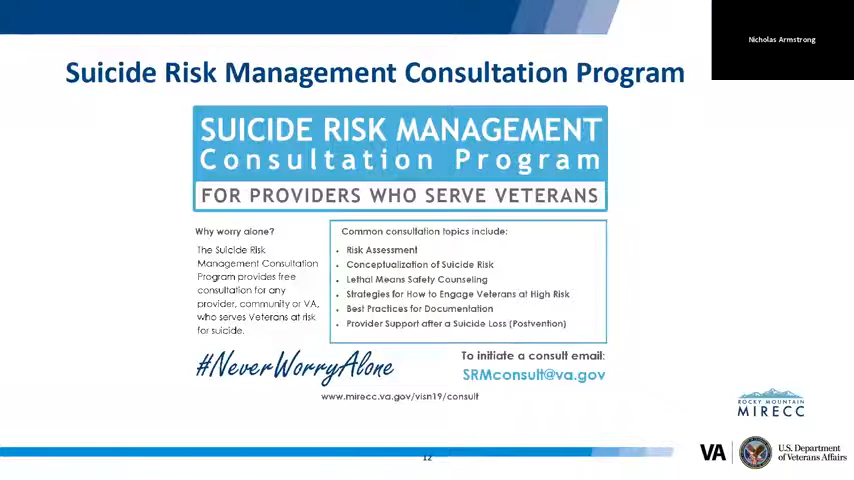 Nicholas Armstrong
Suicide Risk Management Consultation Program
SUICIDE RISK MANAGEMENT
Consultation Program
FOR PROVIDERS WHO SERVE VETERANS
Why worry alone?
The Suicide Risk
Management Consultation
Program provides free
consultation for any
provider, community or VA,
who serves Veterans at risk
for suicide.
Common consultation topics include:
• Risk Assessment
• Conceptualization of Suicide Risk
• Lethal Means Safety Counseling
• Strategies for How to Engage Veterans at High Risk
• Best Practices for Documentation
• Provider Support after a Suicide Loss (Postvention)
#NeverWorryAlone
To initiate a consult email:
SRMconsult@va.gov
www.mirecc.va.gov/visn19/consult
ROCKY MOUNTAIN
MIRECC
12
VA
U.S. Department
of Veterans Affairs